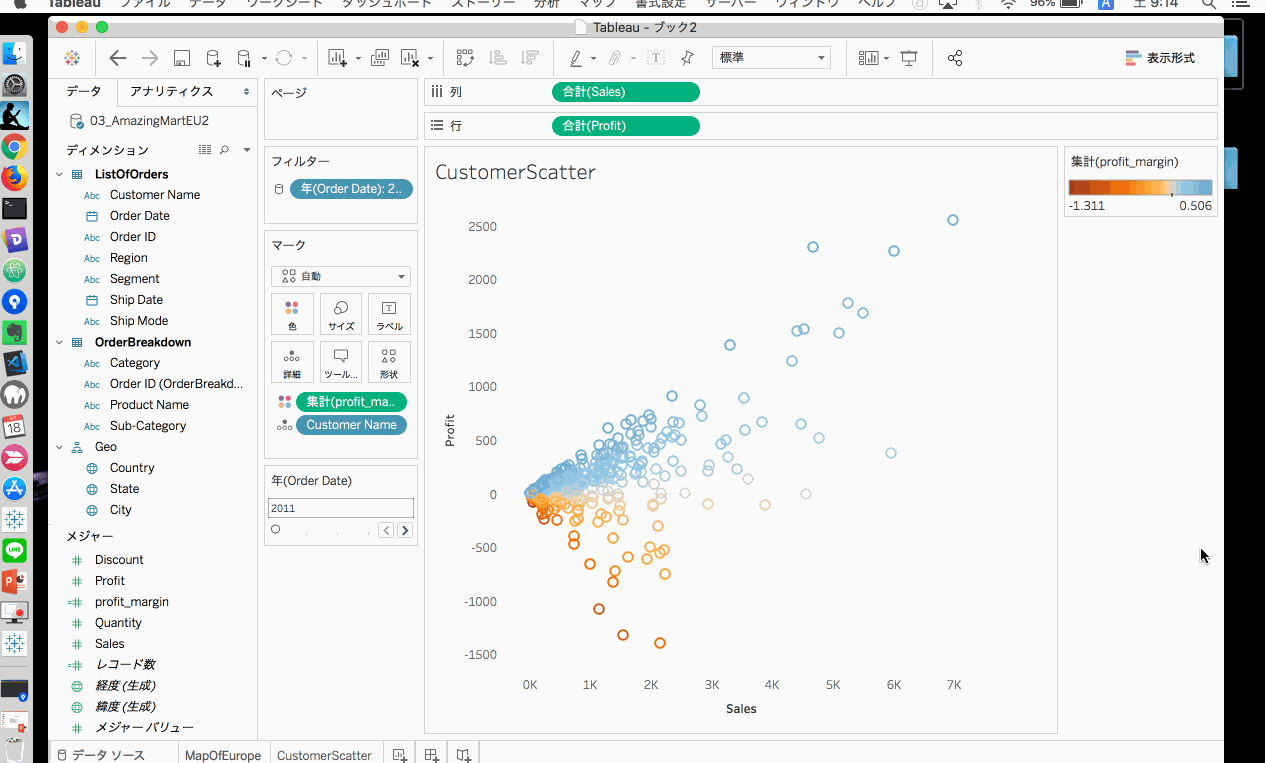 Tableau ファイル データ ワークシート ダッシュボード ストーリー 分析 マップ 書式設定 サーバー ウィンドウ ヘルプ 96% A 土 9:14
Tableau - ブック2
標準
表示形式
データ アナリティクス
03_AmazingMartEU2
ディメンション
ListOfOrders
Abc Customer Name
Order Date
Abc Order ID
Abc Region
Abc Segment
Ship Date
Abc Ship Mode
OrderBreakdown
Abc Category
Abc Order ID (OrderBreakd...
Abc Product Name
Abc Sub-Category
Geo
Country
State
City
メジャー
Discount
Profit
profit_margin
Quantity
Sales
レコード数
経度 (生成)
緯度 (生成)
メジャー バリュー
ページ
フィルター
年(Order Date): 2..
マーク
自動
色 サイズ ラベル
詳細 ツール... 形状
集計(profit_ma..
Customer Name
年(Order Date)
2011
列 合計(Sales)
行 合計(Profit)
CustomerScatter
Profit
2500
2000
1500
1000
500
0
-500
-1000
-1500
0K 1K 2K 3K 4K 5K 6K 7K
Sales
集計(profit_margin)
-1.311 0.506
データ ソース MapOfEurope CustomerScatter
18